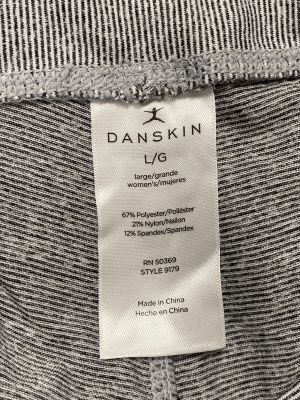 DANSKIN
L/G
large/grande
women's/mujeres
67% Polyester/Poliéster
21% Nylon/Nailon
12% Spandex/Spandex
RN 50369
STYLE 9179
Made in China
Hecho en China